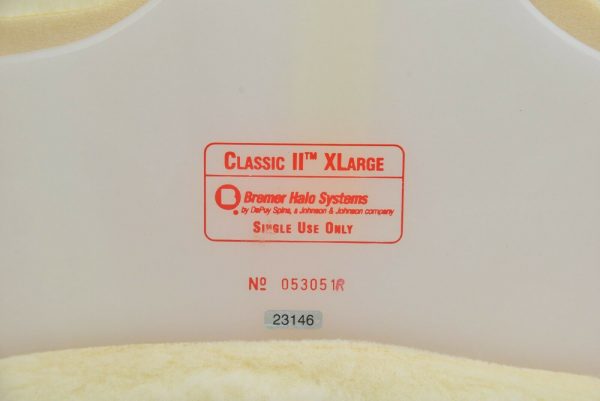 Classic II™ XLarge
Bremer Halo Systems
by DePuy Spine, a Johnson & Johnson company
Single Use Only
Nº 053051R
23146